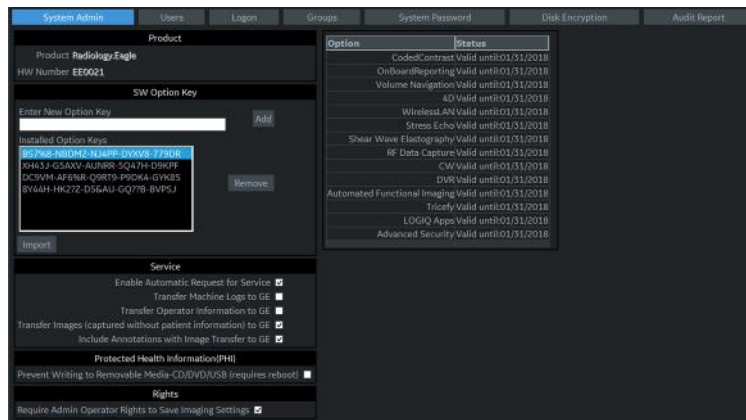 System Admin
Users
Logon
Groups
System Password
Disk Encryption
Audit Report
Product
Product Radiology.Eagle
HW Number EE0021
SW Option Key
Enter New Option Key
Add
Installed Option Keys
BS7%8-NBDM2-NJ4PP-DYXV8-779DR
XH43J-G5AXV-AUNRR-5Q47H-D9KPF
DC9VM-AF6%R-Q9RT9-P9DKA-GYK8S
8Y44H-HK2?Z-DS&AU-GQ??B-BVPSJ
Remove
Import
Service
Enable Automatic Request for Service
Transfer Machine Logs to GE
Transfer Operator Information to GE
Transfer Images (captured without patient information) to GE
Include Annotations with Image Transfer to GE
Protected Health Information(PHI)
Prevent Writing to Removable Media-CD/DVD/USB (requires reboot)
Rights
Require Admin Operator Rights to Save Imaging Settings
Option Status
CodedContrast Valid until:01/31/2018
OnBoardReporting Valid until:01/31/2018
Volume Navigation Valid until:01/31/2018
4D Valid until:01/31/2018
WirelessLAN Valid until:01/31/2018
Stress Echo Valid until:01/31/2018
Shear Wave Elastography Valid until:01/31/2018
RF Data Capture Valid until:01/31/2018
CW Valid until:01/31/2018
DVR Valid until:01/31/2018
Automated Functional Imaging Valid until:01/31/2018
Tricefy Valid until:01/31/2018
LOGIQ Apps Valid until:01/31/2018
Advanced Security Valid until:01/31/2018